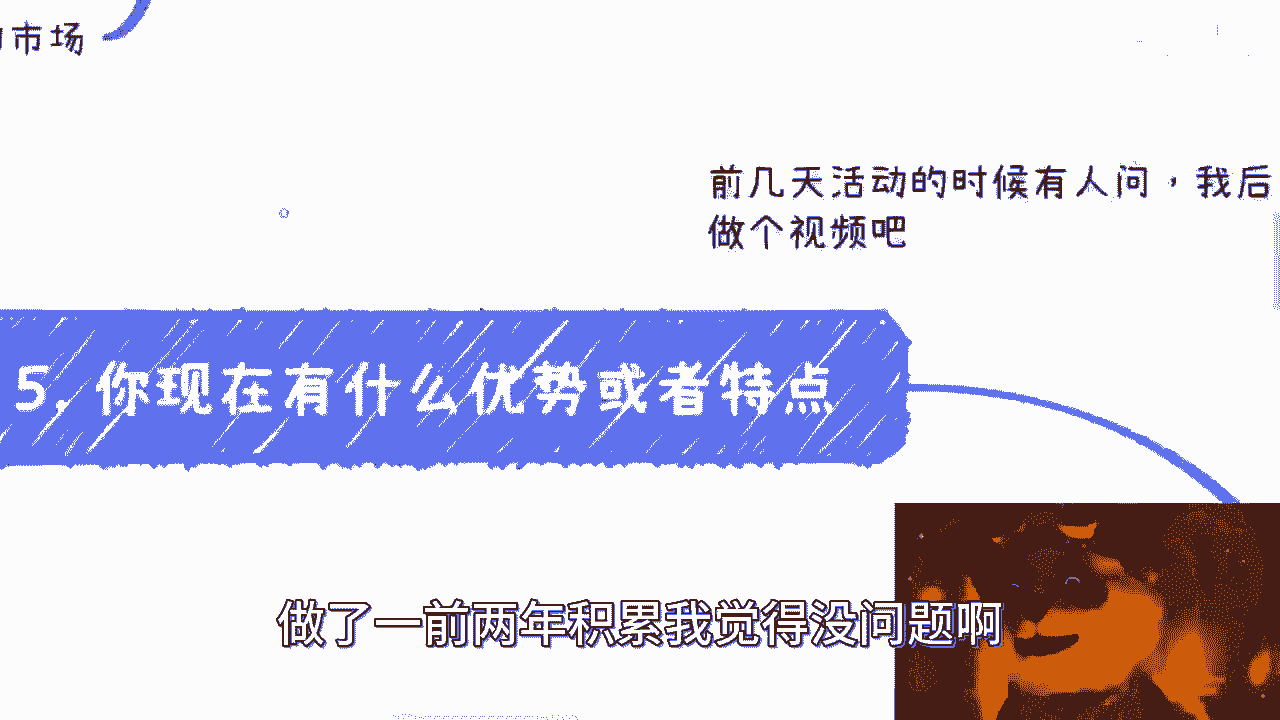 市场
前几天活动的时候有人问，我后
做个视频吧
5. 你现在有什么优势或者特点
做了一前两年积累我觉得没问题啊